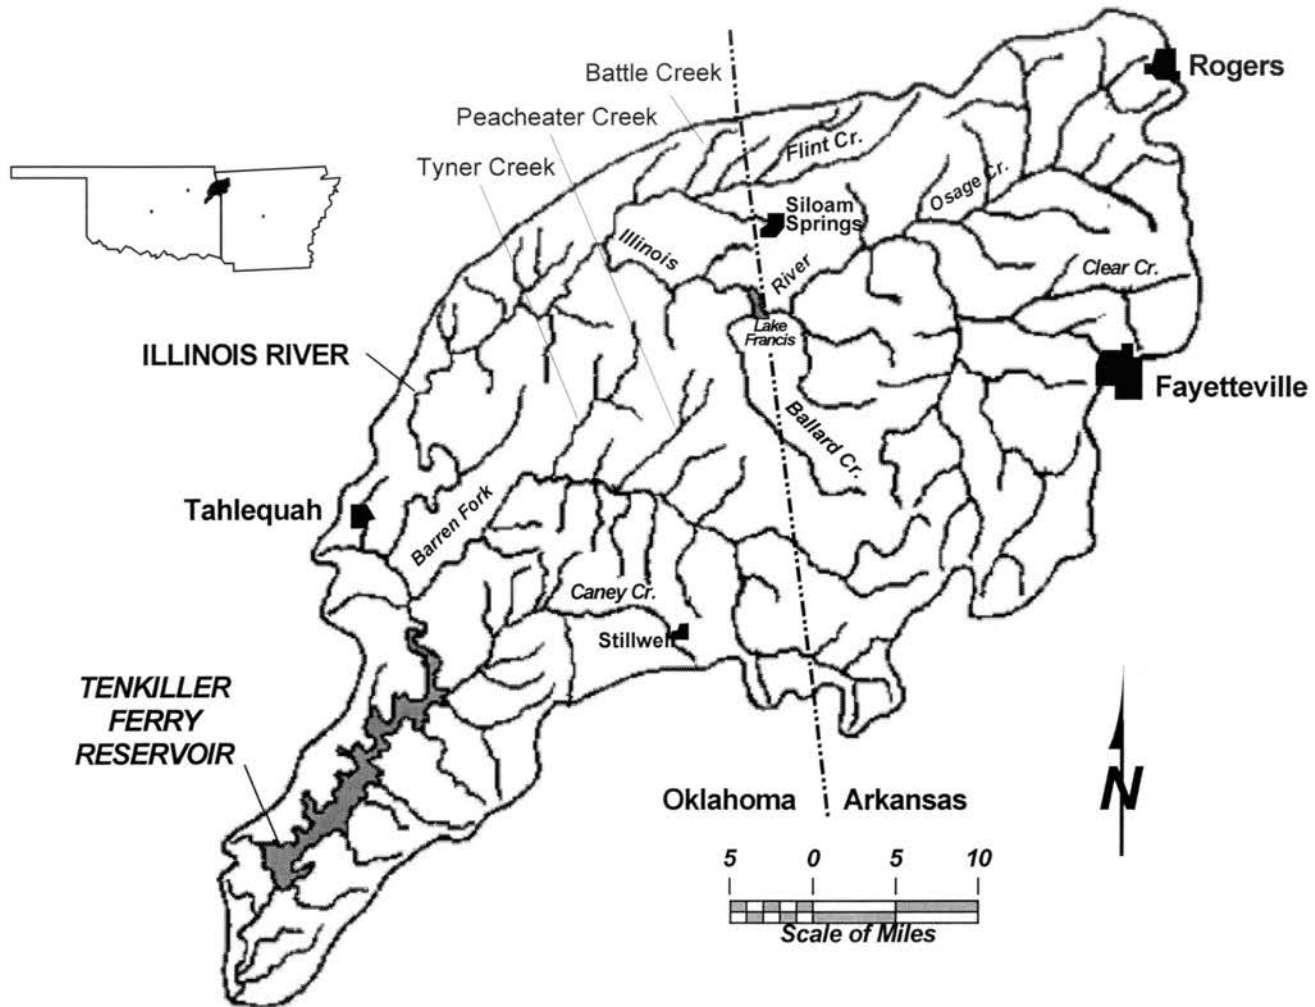 Rogers
Battle Creek
Peacheater Creek
Tyner Creek
Flint Cr.
Osage Cr.
Siloam
Springs
Illinois
River
Clear Cr.
Lake
Francis
ILLINOIS RIVER
Fayetteville
Ballard Cr.
Tahlequah
Barren Fork
Caney Cr.
Stillwell
TENKILLER
FERRY
RESERVOIR
Oklahoma
Arkansas
N
5 0 5 10
Scale of Miles